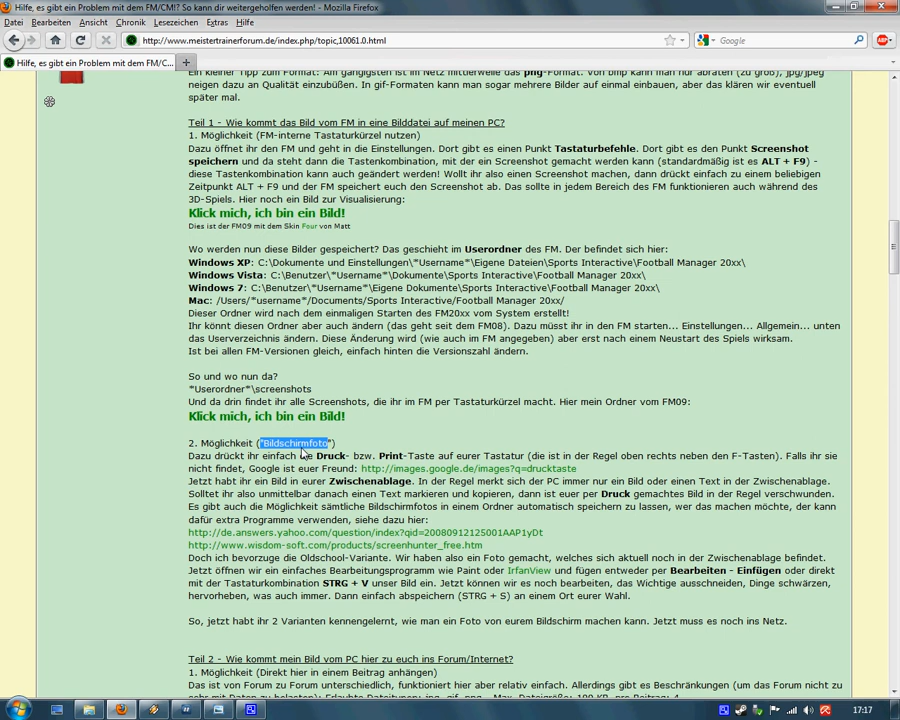 Hilfe, es gibt ein Problem mit dem FM/CM!? So kann dir weitergeholfen werden! - Mozilla Firefox
Datei Bearbeiten Ansicht Chronik Lesezeichen Extras Hilfe
http://www.meistertrainerforum.de/index.php/topic,10061.0.html
Google
ABP
Hilfe, es gibt ein Problem mit dem FM/C...
Ein kleiner Tipp zum Format: Am gängigsten ist im Netz mittlerweile das png-Format. Von bmp kann man nur abraten (zu groß), jpg/jpeg
neigen dazu an Qualität einzubüßen. In gif-Formaten kann man sogar mehrere Bilder auf einmal einbauen, aber das klären wir eventuell
später mal.
Teil 1 - Wie kommt das Bild vom FM in eine Bilddatei auf meinen PC?
1. Möglichkeit (FM-interne Tastaturkürzel nutzen)
Dazu öffnet ihr den FM und geht in die Einstellungen. Dort gibt es einen Punkt Tastaturbefehle. Dort gibt es den Punkt Screenshot
speichern und da steht dann die Tastenkombination, mit der ein Screenshot gemacht werden kann (standardmäßig ist es ALT + F9) -
diese Tastenkombination kann auch geändert werden! Wollt ihr also einen Screenshot machen, dann drückt einfach zu einem beliebigen
Zeitpunkt ALT + F9 und der FM speichert euch den Screenshot ab. Das sollte in jedem Bereich des FM funktionieren auch während des
3D-Spiels. Hier noch ein Bild zur Visualisierung:
Klick mich, ich bin ein Bild!
Dies ist der FM09 mit dem Skin Four von Matt
Wo werden nun diese Bilder gespeichert? Das geschieht im Userordner des FM. Der befindet sich hier:
Windows XP: C:\Dokumente und Einstellungen\*Username*\Eigene Dateien\Sports Interactive\Football Manager 20xx\
Windows Vista: C:\Benutzer\*Username*\Dokumente\Sports Interactive\Football Manager 20xx\
Windows 7: C:\Benutzer\*Username*\Eigene Dokumente\Sports Interactive\Football Manager 20xx\
Mac: /Users/*username*/Documents/Sports Interactive/Football Manager 20xx/
Dieser Ordner wird nach dem einmaligen Starten des FM20xx vom System erstellt!
Ihr könnt diesen Ordner aber auch ändern (das geht seit dem FM08). Dazu müsst ihr in den FM starten... Einstellungen... Allgemein... unten
das Userverzeichnis ändern. Diese Änderung wird (wie auch im FM angegeben) aber erst nach einem Neustart des Spiels wirksam.
Ist bei allen FM-Versionen gleich, einfach hinten die Versionszahl ändern.
So und wo nun da?
*Userordner*\screenshots
Und da drin findet ihr alle Screenshots, die ihr im FM per Tastaturkürzel macht. Hier mein Ordner vom FM09:
Klick mich, ich bin ein Bild!
2. Möglichkeit ("Bildschirmfoto")
Dazu drückt ihr einfach die Druck- bzw. Print-Taste auf eurer Tastatur (die ist in der Regel oben rechts neben den F-Tasten). Falls ihr sie
nicht findet, Google ist euer Freund: http://images.google.de/images?q=drucktaste
Jetzt habt ihr ein Bild in eurer Zwischenablage. In der Regel merkt sich der PC immer nur ein Bild oder einen Text in der Zwischenablage.
Solltet ihr also unmittelbar danach einen Text markieren und kopieren, dann ist euer per Druck gemachtes Bild in der Regel verschwunden.
Es gibt auch die Möglichkeit sämtliche Bildschirmfotos in einem Ordner automatisch speichern zu lassen, wer das machen möchte, der kann
dafür extra Programme verwenden, siehe dazu hier:
http://de.answers.yahoo.com/question/index?qid=20080912125001AAP1yDt
http://www.wisdom-soft.com/products/screenhunter_free.htm
Doch ich bevorzuge die Oldschool-Variante. Wir haben also ein Foto gemacht, welches sich aktuell noch in der Zwischenablage befindet.
Jetzt öffnen wir ein einfaches Bearbeitungsprogramm wie Paint oder IrfanView und fügen entweder per Bearbeiten - Einfügen oder direkt
mit der Tastaturkombination STRG + V unser Bild ein. Jetzt können wir es noch bearbeiten, das Wichtige ausschneiden, Dinge schwärzen,
hervorheben, was auch immer. Dann einfach abspeichern (STRG + S) an einem Ort eurer Wahl.
So, jetzt habt ihr 2 Varianten kennengelernt, wie man ein Foto von eurem Bildschirm machen kann. Jetzt muss es noch ins Netz.
Teil 2 - Wie kommt mein Bild vom PC hier zu euch ins Forum/Internet?
1. Möglichkeit (Direkt hier in einem Beitrag anhängen)
Das ist von Forum zu Forum unterschiedlich, funktioniert hier aber relativ einfach. Allerdings gibt es Beschränkungen (um das Forum nicht zu
17:17